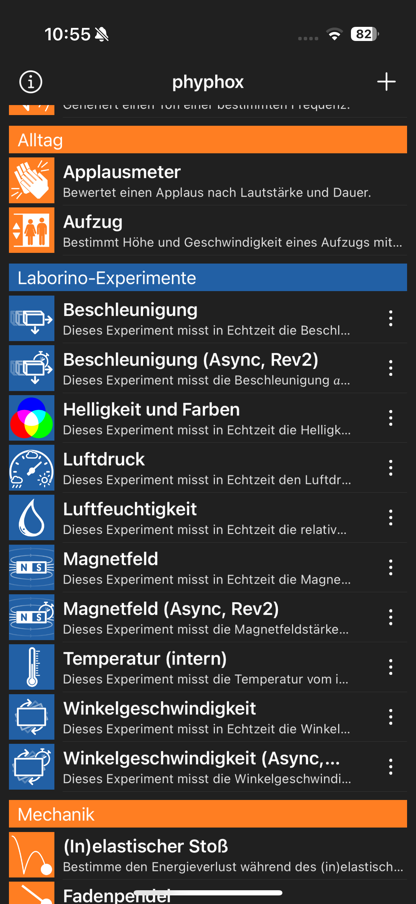 10:55
82
phyphox
Generiert einen Ton einer bestimmten Frequenz.
Alltag
Applausmeter
Bewertet einen Applaus nach Lautstärke und Dauer.
Aufzug
Bestimmt Höhe und Geschwindigkeit eines Aufzugs mit...
Laborino-Experimente
Beschleunigung
Dieses Experiment misst in Echtzeit die Beschl...
Beschleunigung (Async, Rev2)
Dieses Experiment misst die Beschleunigung a...
Helligkeit und Farben
Dieses Experiment misst in Echtzeit die Helligk...
Luftdruck
Dieses Experiment misst in Echtzeit den Luftdr...
Luftfeuchtigkeit
Dieses Experiment misst in Echtzeit die relativ...
Magnetfeld
N S
Dieses Experiment misst in Echtzeit die Magne...
Magnetfeld (Async, Rev2)
N S
Dieses Experiment misst die Magnetfeldstärke...
Temperatur (intern)
Dieses Experiment misst die Temperatur vom i...
Winkelgeschwindigkeit
Dieses Experiment misst in Echtzeit die Winkel...
Winkelgeschwindigkeit (Async,...
Dieses Experiment misst die Winkelgeschwindi...
Mechanik
(In)elastischer Stoß
Bestimme den Energieverlust während des (in)elastisch...
Fadenpendel